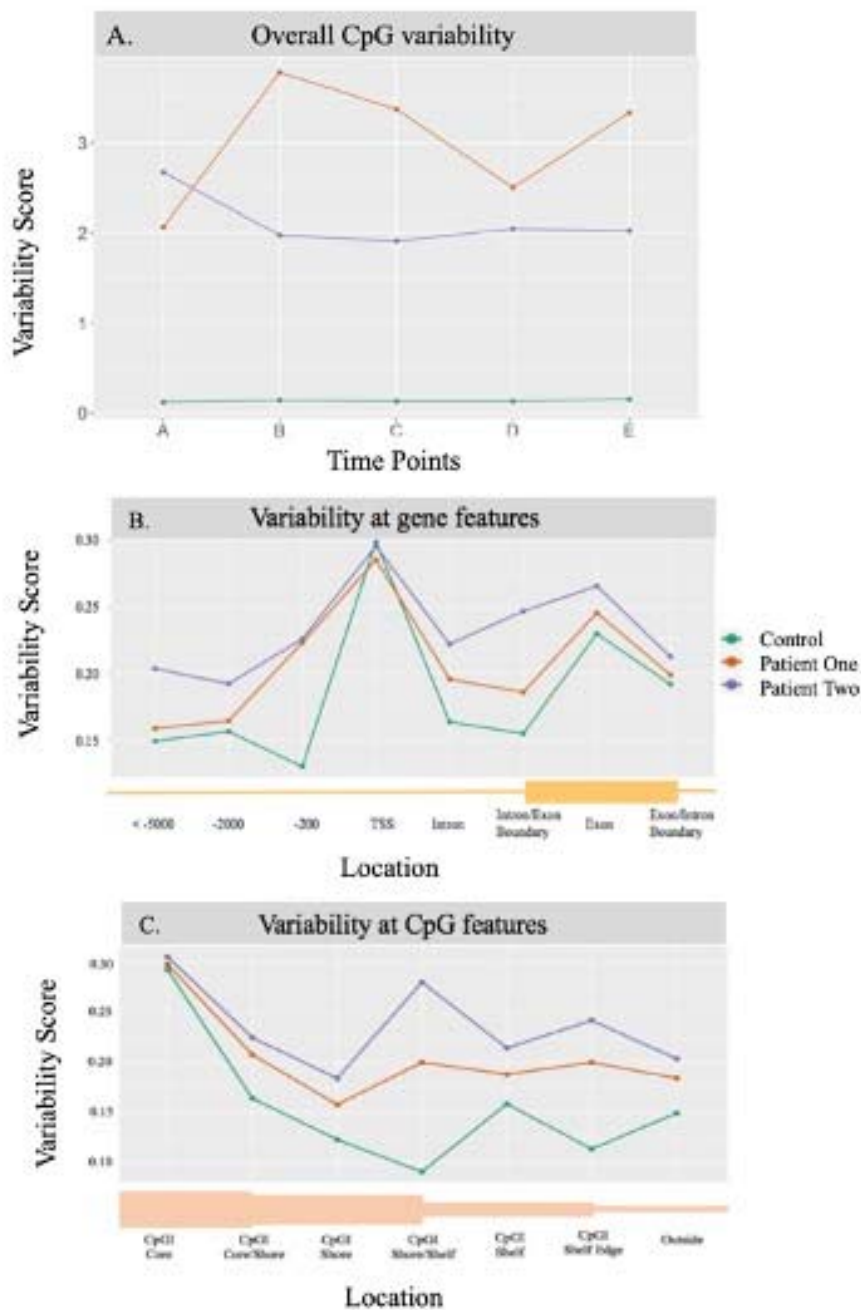 A. Overall CpG variability
Variability Score
3
2
1
0
A B C D E
Time Points
B. Variability at gene features
Variability Score
0.30
0.25
0.20
0.15
Control
Patient One
Patient Two
< -5000 -2000 -200 TSS Intron Intron/Exon Exon Exon/Intron
Boundary Boundary
Location
C. Variability at CpG features
Variability Score
0.30
0.25
0.20
0.15
0.10
CpGI CpGI CpGI CpGI CpGI CpGI Outside
Core Core/Shore Shore Shore/Shelf Shelf Shelf Edge
Location